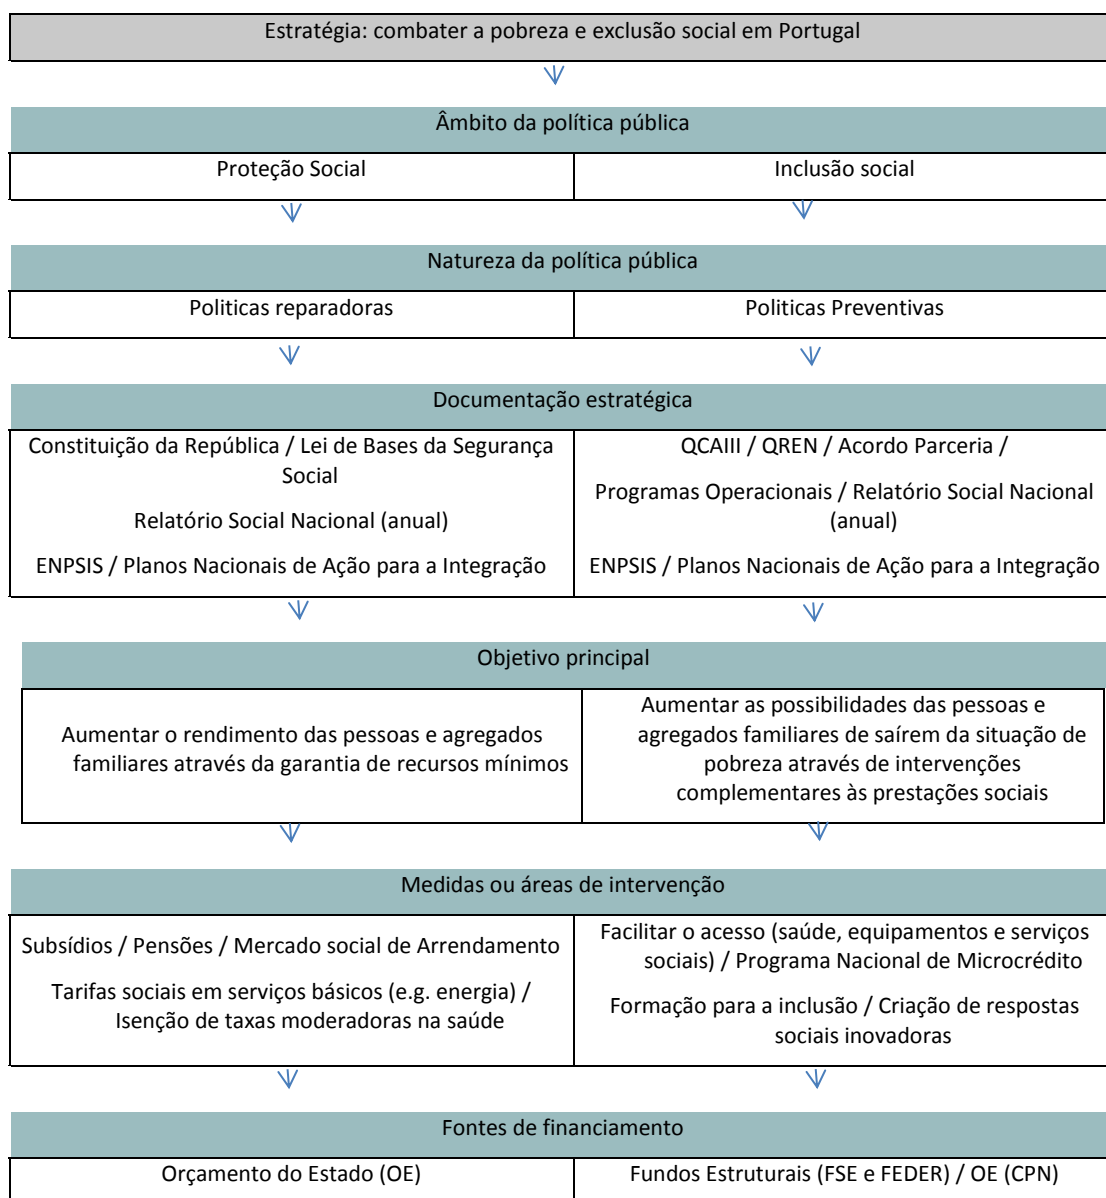 Estratégia: combater a pobreza e exclusão social em Portugal
Âmbito da política pública
Proteção Social
Inclusão social
Natureza da política pública
Politicas reparadoras
Politicas Preventivas
Documentação estratégica
Constituição da República / Lei de Bases da Segurança
Social
Relatório Social Nacional (anual)
ENPSIS / Planos Nacionais de Ação para a Integração
QCAIII / QREN / Acordo Parceria /
Programas Operacionais / Relatório Social Nacional
(anual)
ENPSIS / Planos Nacionais de Ação para a Integração
Objetivo principal
Aumentar o rendimento das pessoas e agregados
familiares através da garantia de recursos mínimos
Aumentar as possibilidades das pessoas e
agregados familiares de saírem da situação de
pobreza através de intervenções
complementares às prestações sociais
Medidas ou áreas de intervenção
Subsídios / Pensões / Mercado social de Arrendamento
Tarifas sociais em serviços básicos (e.g. energia) /
Isenção de taxas moderadoras na saúde
Facilitar o acesso (saúde, equipamentos e serviços
sociais) / Programa Nacional de Microcrédito
Formação para a inclusão / Criação de respostas
sociais inovadoras
Fontes de financiamento
Orçamento do Estado (OE)
Fundos Estruturais (FSE e FEDER) / OE (CPN)